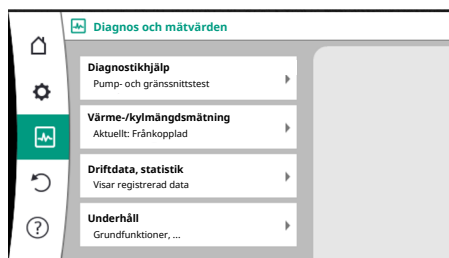 Diagnos och mätvärden
Diagnostikhjälp
Pump- och gränssnittstest
Värme-/kylmängdsmätning
Aktuellt: Frånkopplad
Driftdata, statistik
Visar registrerad data
Underhåll
Grundfunktioner, ...